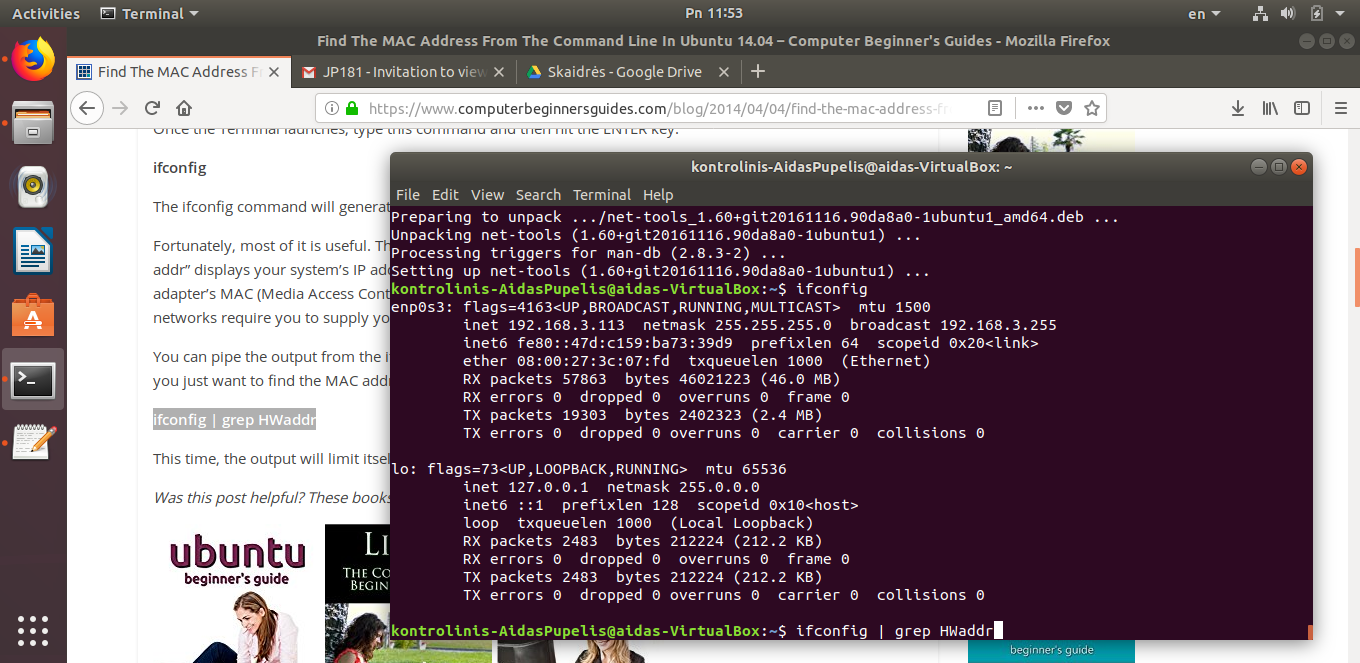 Activities Terminal Pn 11:53 en
Find The MAC Address From The Command Line In Ubuntu 14.04 – Computer Beginner's Guides - Mozilla Firefox
Find The MAC Address Fr JP181 - Invitation to view Skaidrės - Google Drive
https://www.computerbeginnersguides.com/blog/2014/04/04/find-the-mac-address-fr
Once the Terminal launches, type this command and then hit the ENTER key:
ifconfig
The ifconfig command will generat
Fortunately, most of it is useful. Th
addr” displays your system's IP add
adapter's MAC (Media Access Cont
networks require you to supply yo
You can pipe the output from the i
you just want to find the MAC addr
ifconfig | grep HWaddr
This time, the output will limit itsel
Was this post helpful? These books
ubuntu
beginner's guide
LI
THE CO
BEGIN
kontrolinis-AidasPupelis@aidas-VirtualBox: ~
File Edit View Search Terminal Help
Preparing to unpack .../net-tools_1.60+git20161116.90da8a0-1ubuntu1_amd64.deb ...
Unpacking net-tools (1.60+git20161116.90da8a0-1ubuntu1) ...
Processing triggers for man-db (2.8.3-2) ...
Setting up net-tools (1.60+git20161116.90da8a0-1ubuntu1) ...
kontrolinis-AidasPupelis@aidas-VirtualBox:~$ ifconfig
enp0s3: flags=4163<UP,BROADCAST,RUNNING,MULTICAST>  mtu 1500
        inet 192.168.3.113  netmask 255.255.255.0  broadcast 192.168.3.255
        inet6 fe80::47d:c159:ba73:39d9  prefixlen 64  scopeid 0x20<link>
        ether 08:00:27:3c:07:fd  txqueuelen 1000  (Ethernet)
        RX packets 57863  bytes 46021223 (46.0 MB)
        RX errors 0  dropped 0  overruns 0  frame 0
        TX packets 19303  bytes 2402323 (2.4 MB)
        TX errors 0  dropped 0 overruns 0  carrier 0  collisions 0
lo: flags=73<UP,LOOPBACK,RUNNING>  mtu 65536
        inet 127.0.0.1  netmask 255.0.0.0
        inet6 ::1  prefixlen 128  scopeid 0x10<host>
        loop  txqueuelen 1000  (Local Loopback)
        RX packets 2483  bytes 212224 (212.2 KB)
        RX errors 0  dropped 0  overruns 0  frame 0
        TX packets 2483  bytes 212224 (212.2 KB)
        TX errors 0  dropped 0 overruns 0  carrier 0  collisions 0
kontrolinis-AidasPupelis@aidas-VirtualBox:~$ ifconfig | grep HWaddr
beginner's guide